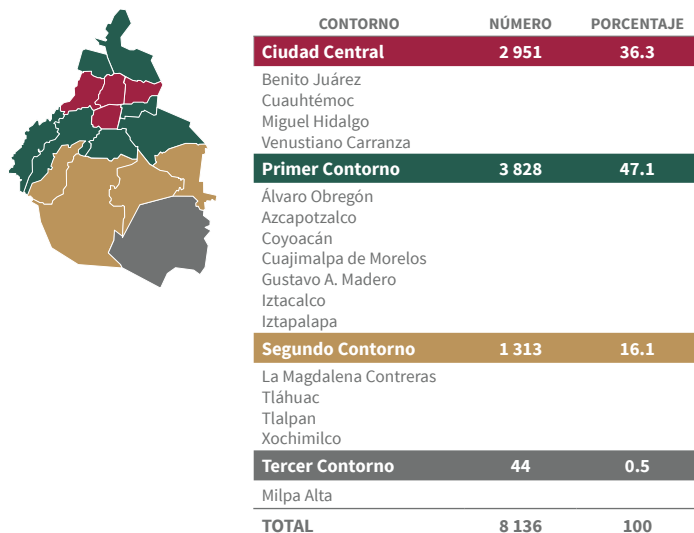 CONTORNO NÚMERO PORCENTAJE
Ciudad Central 2 951 36.3
Benito Juárez
Cuauhtémoc
Miguel Hidalgo
Venustiano Carranza
Primer Contorno 3 828 47.1
Álvaro Obregón
Azcapotzalco
Coyoacán
Cuajimalpa de Morelos
Gustavo A. Madero
Iztacalco
Iztapalapa
Segundo Contorno 1 313 16.1
La Magdalena Contreras
Tláhuac
Tlalpan
Xochimilco
Tercer Contorno 44 0.5
Milpa Alta
TOTAL 8 136 100